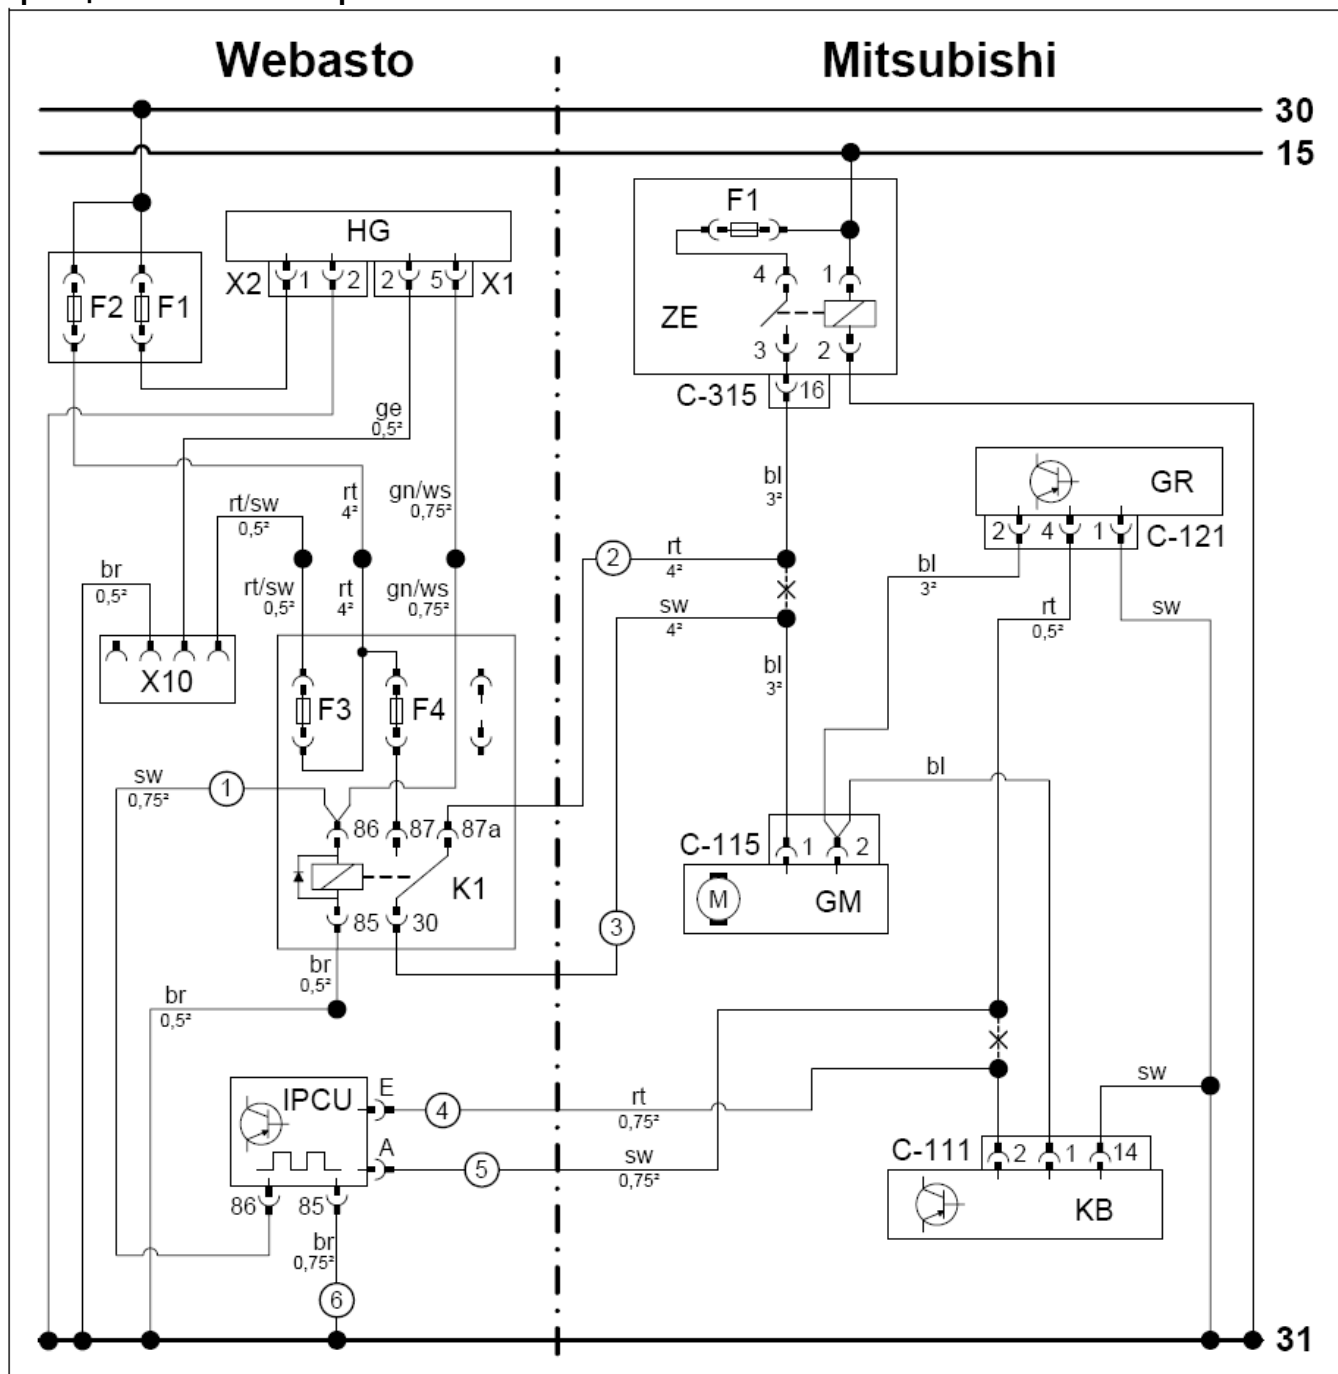 Webasto
Mitsubishi
30
15
F1
HG
X2 1 2 2 5 X1
F2 F1
4 1
ZE
3 2
C-315 16
ge
0,5²
rt/sw
0,5²
rt
4²
gn/ws
0,75²
bl
3²
GR
2 4 1 C-121
br
0,5²
rt/sw
0,5²
rt
4²
gn/ws
0,75²
2
rt
4²
bl
3²
sw
4²
rt
0,5²
sw
X10
F3 F4
bl
3²
sw
0,75²
1
bl
86 87 87a
C-115 1 2
K1
M GM
85 30
3
br
0,5²
br
0,5²
IPCU E
4
rt
0,75²
sw
A
5
sw
0,75²
C-111 2 1 14
86 85
KB
br
0,75²
6
31